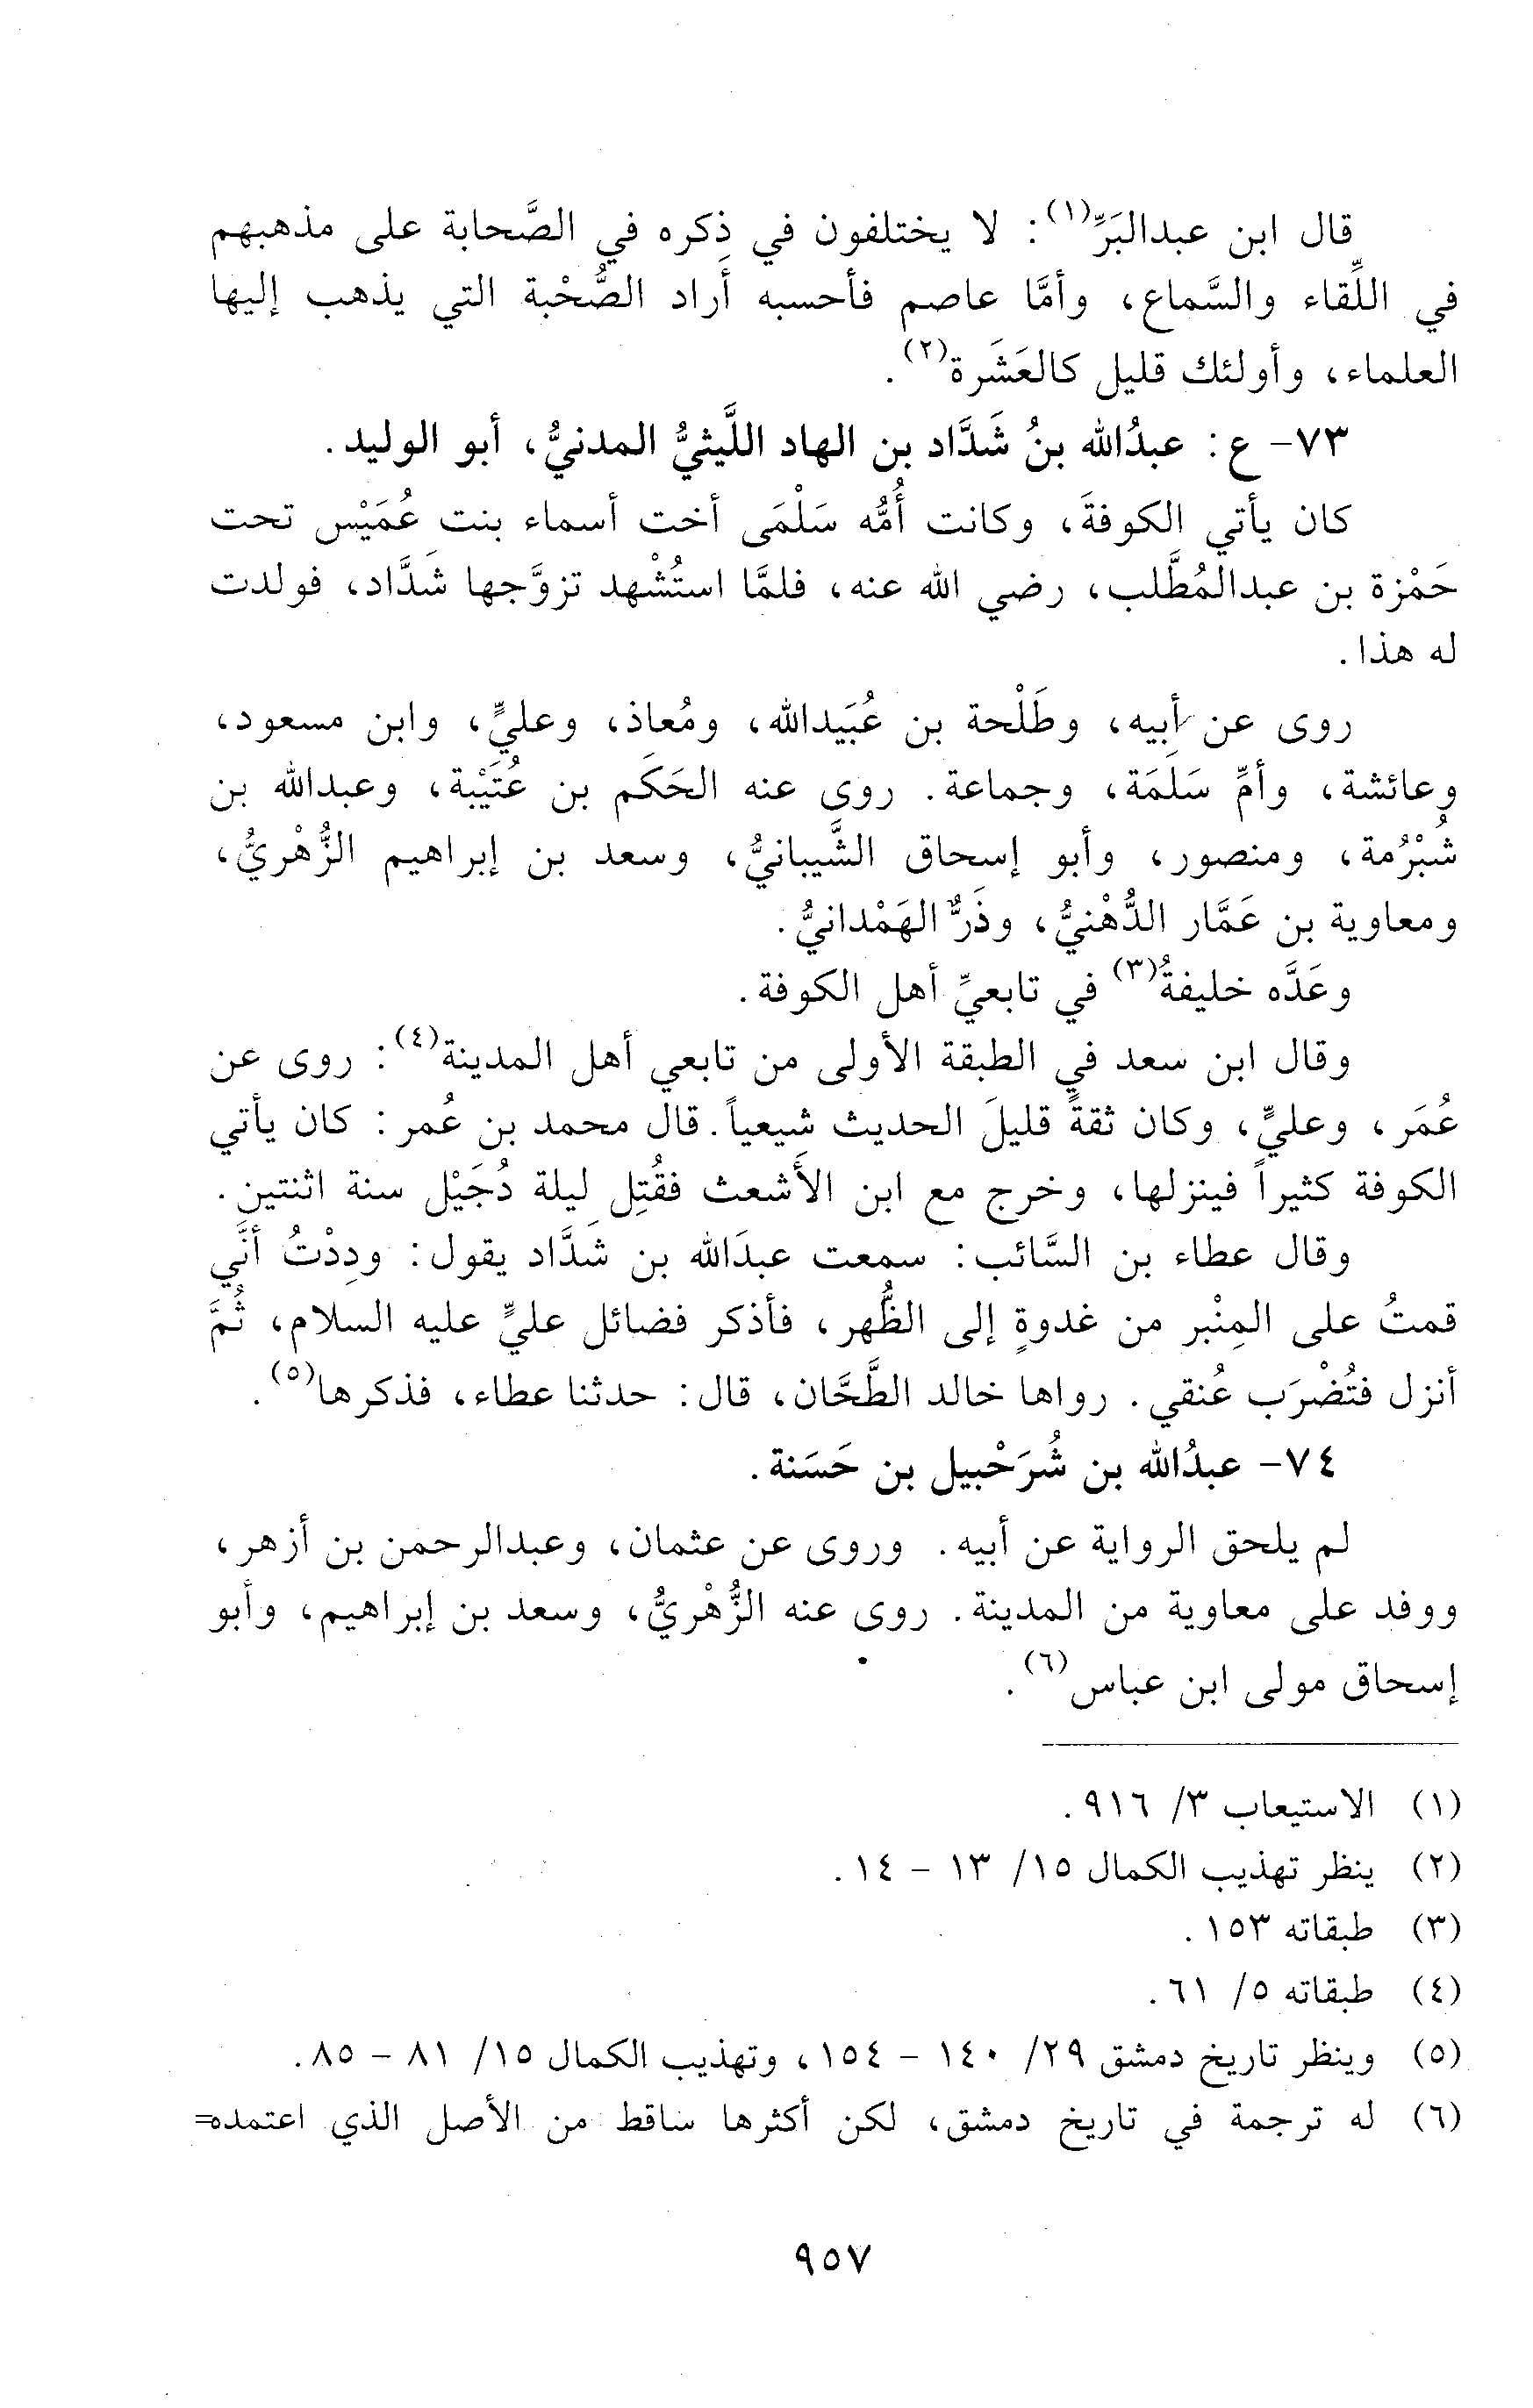 قال ابن عبدالبَرِّ(١): لا يختلفون في ذِكره في الصَّحابة على مذهبهم
في اللِّقاء والسَّماع، وأمَّا عاصم فأحسبه أراد الصُّحْبة التي يذهب إليها
العلماء، وأولئك قليل كالعَشَرة(٢).
٧٣- ع: عبدُالله بنُ شَدَّاد بن الهاد اللَّيثيُّ المدنيُّ، أبو الوليد.
كان يأتي الكوفةَ، وكانت أُمُّه سَلْمَى أخت أسماء بنت عُمَيْس تحت
حَمْزة بن عبدالمُطَّلب، رضي الله عنه، فلمَّا استُشْهد تزوَّجها شَدَّاد، فولدت
له هذا.
روى عن أبيه، وطَلْحة بن عُبَيدالله، ومُعاذ، وعليٍّ، وابن مسعود،
وعائشة، وأمِّ سَلَمَة، وجماعة. روى عنه الحَكَم بن عُتَيْبة، وعبدالله بن
شُبْرُمة، ومنصور، وأبو إسحاق الشَّيبانيُّ، وسعد بن إبراهيم الزُّهْريُّ،
ومعاوية بن عَمَّار الدُّهْنيُّ، وذَرٌّ الهَمْدانيُّ.
وعَدَّه خليفةُ(٣) في تابعيِّ أهل الكوفة.
وقال ابن سعد في الطبقة الأولى من تابعي أهل المدينة(٤): روى عن
عُمَر، وعليٍّ، وكان ثقةً قليلَ الحديث شيعياً. قال محمد بن عُمر: كان يأتي
الكوفة كثيراً فينزلها، وخرج مع ابن الأَشعث فقُتِل ليلة دُجَيْل سنة اثنتين.
وقال عطاء بن السَّائب: سمعت عبدَالله بن شَدَّاد يقول: وددِدْتُ أنَّي
قمتُ على المِنْبر من غدوةٍ إلى الظُّهر، فأذكر فضائل عليٍّ عليه السلام، ثُمَّ
أنزل فتُضْرَب عُنقي. رواها خالد الطَّحَّان، قال: حدثنا عطاء، فذكرها(٥).
٧٤- عبدُالله بن شُرَحْبيل بن حَسَنة.
لم يلحق الرواية عن أبيه. وروى عن عثمان، وعبدالرحمن بن أزهر،
ووفد على معاوية من المدينة. روى عنه الزُّهْريُّ، وسعد بن إبراهيم، وأبو
إسحاق مولى ابن عباس(٦).
(١) الاستيعاب ٣/ ٩١٦.
(٢) ينظر تهذيب الكمال ١٥/ ١٣ - ١٤.
(٣) طبقاته ١٥٣.
(٤) طبقاته ٥/ ٦١.
(٥) وينظر تاريخ دمشق ٢٩/ ١٤٠ - ١٥٤، وتهذيب الكمال ١٥/ ٨١ - ٨٥.
(٦) له ترجمة في تاريخ دمشق، لكن أكثرها ساقط من الأصل الذي اعتمده=
٩٥٧